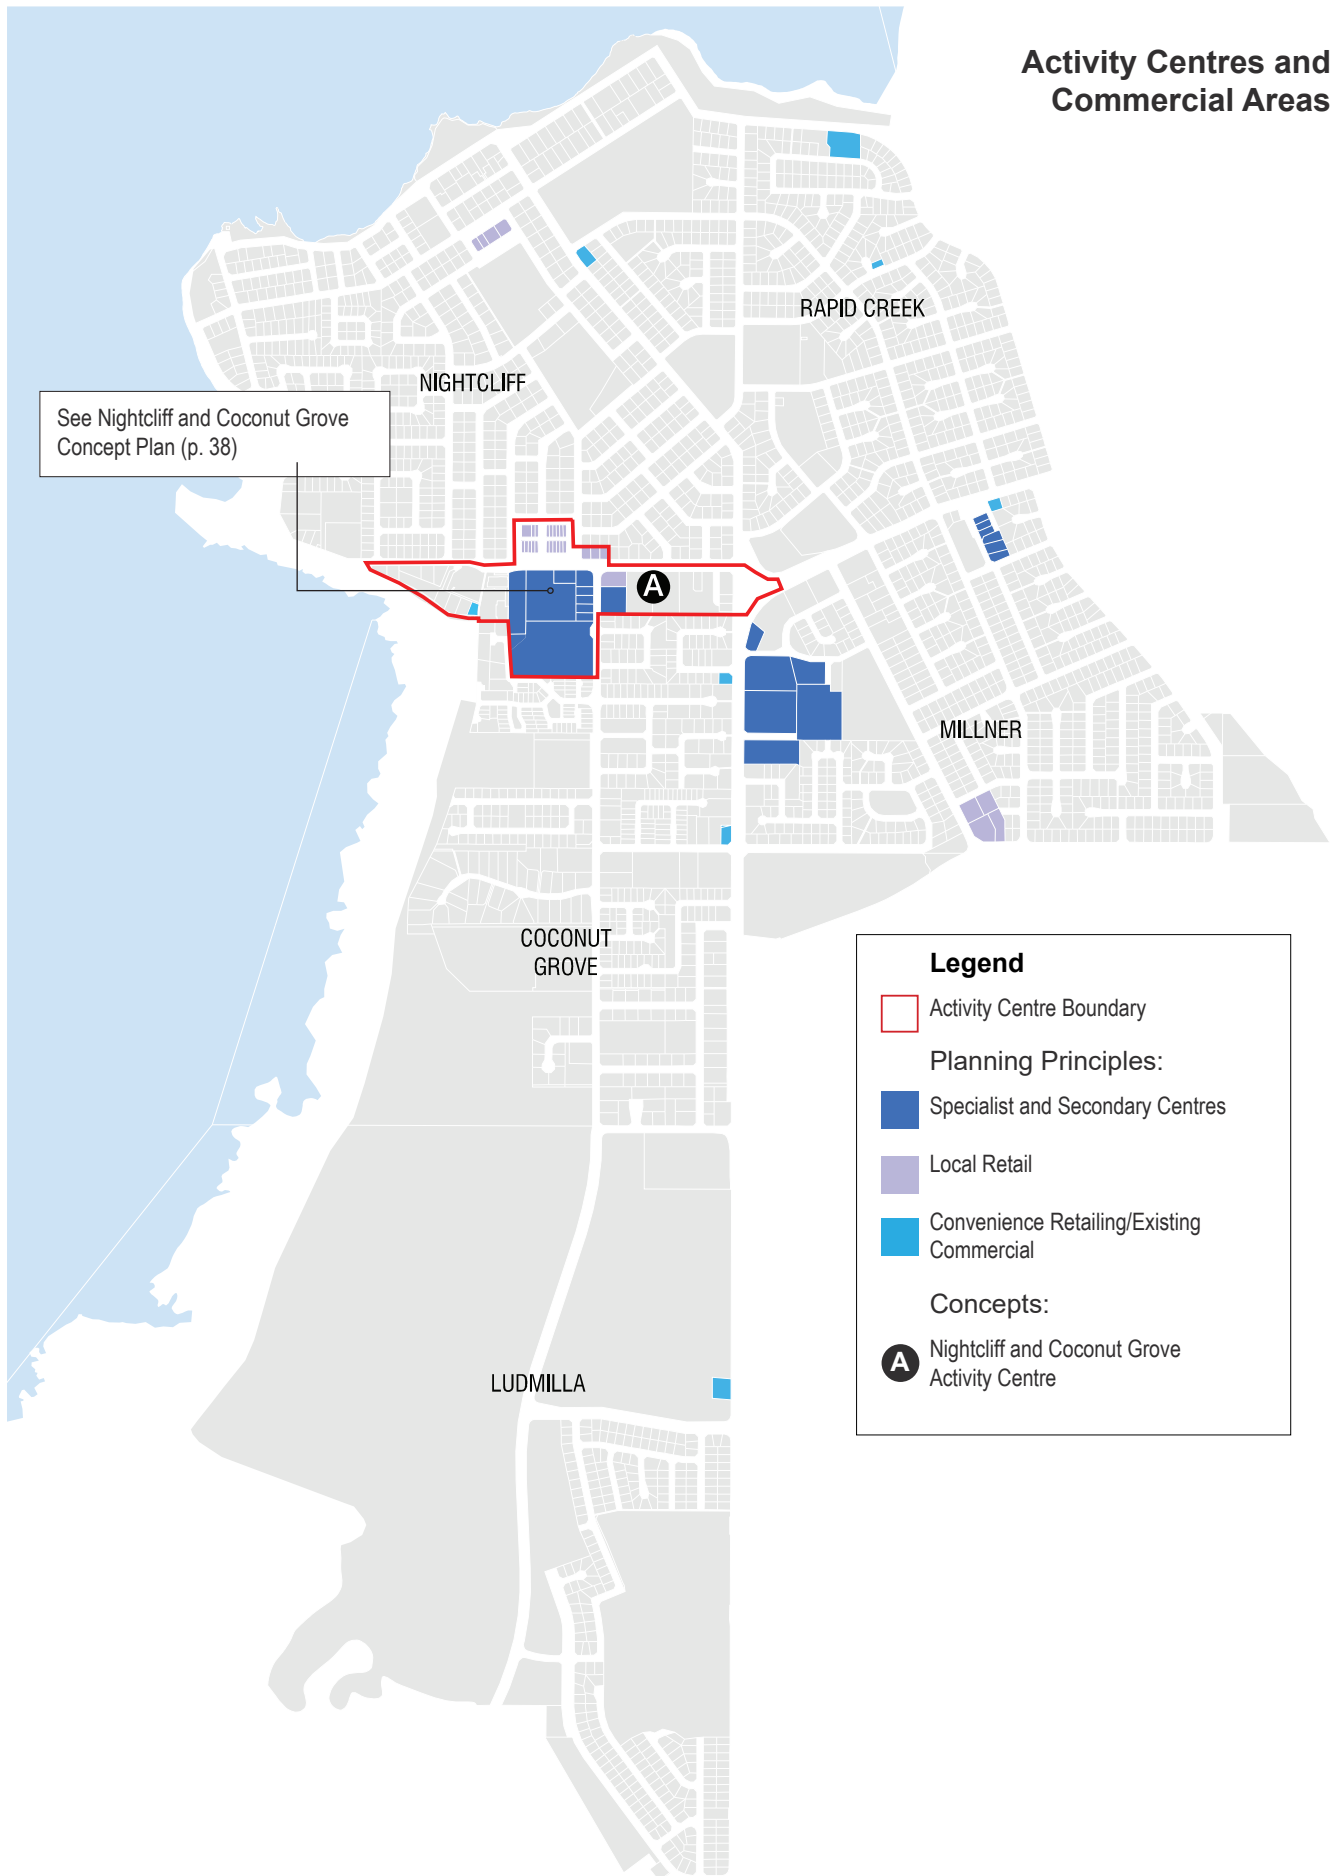 Activity Centres and
Commercial Areas
RAPID CREEK
NIGHTCLIFF
See Nightcliff and Coconut Grove
Concept Plan (p. 38)
A
MILLNER
COCONUT
GROVE
LUDMILLA
Legend
Activity Centre Boundary
Planning Principles:
Specialist and Secondary Centres
Local Retail
Convenience Retailing/Existing
Commercial
Concepts:
A
Nightcliff and Coconut Grove
Activity Centre